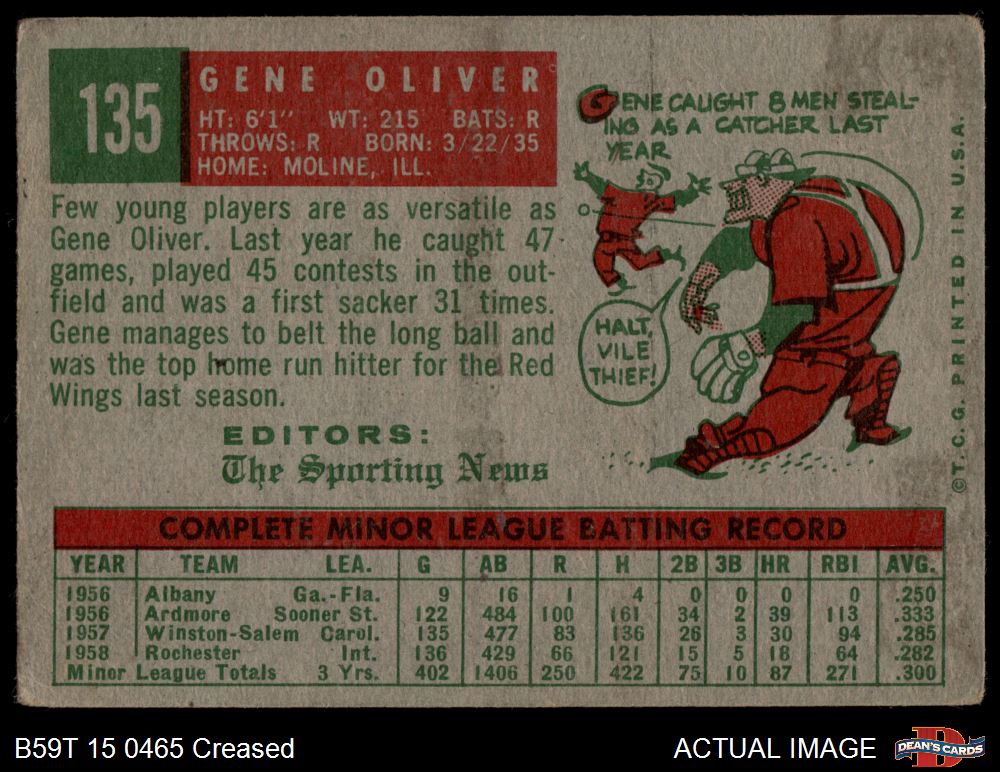 135
GENE OLIVER
HT: 6'1" WT: 215 BATS: R
THROWS: R BORN: 3/22/35
HOME: MOLINE, ILL.
Few young players are as versatile as
Gene Oliver. Last year he caught 47
games, played 45 contests in the out-
field and was a first sacker 31 times.
Gene manages to belt the long ball and
was the top home run hitter for the Red
Wings last season.
EDITORS:
The Sporting News
GENE CAUGHT 8 MEN STEAL-
ING AS A CATCHER LAST
YEAR
HALT,
VILE
THIEF!
©T.C.G. PRINTED IN U.S.A.
COMPLETE MINOR LEAGUE BATTING RECORD
YEAR TEAM LEA. G AB R H 2B 3B HR RBI AVG.
1956 Albany Ga.-Fla. 9 16 1 4 0 0 0 0 .250
1956 Ardmore Sooner St. 122 484 100 161 34 2 39 113 .333
1957 Winston-Salem Carol. 135 477 83 136 26 3 30 94 .285
1958 Rochester Int. 136 429 66 121 15 5 18 64 .282
Minor League Totals 3 Yrs. 402 1406 250 422 75 10 87 271 .300
B59T 15 0465 Creased
ACTUAL IMAGE
DEAN'S CARDS